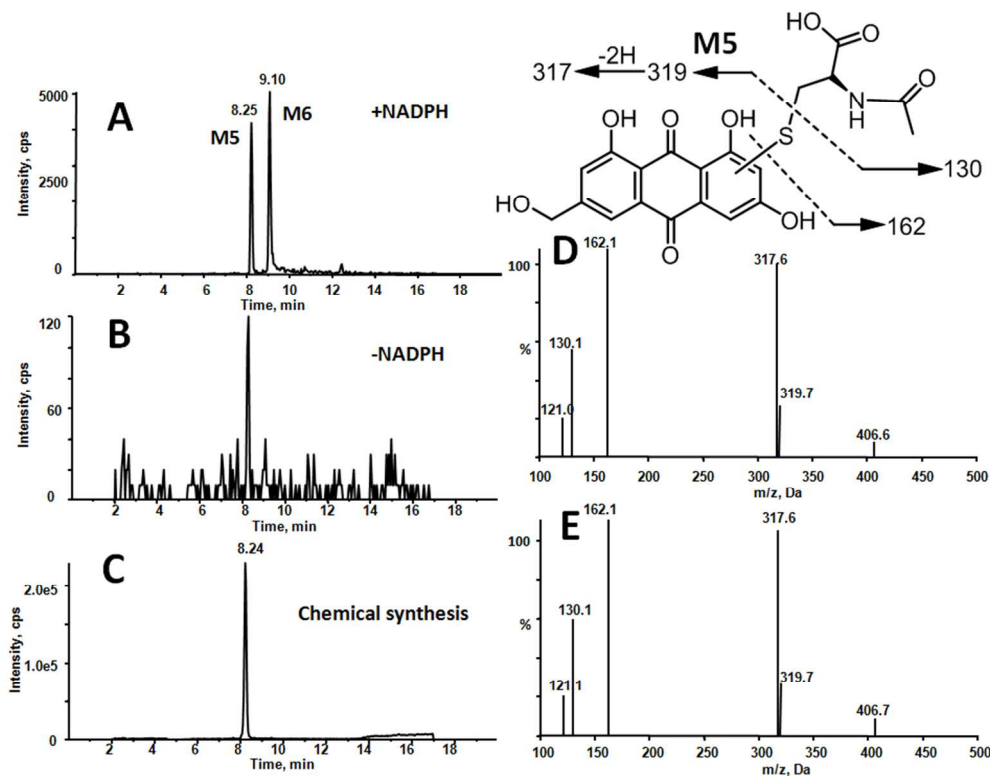 A
+NADPH
9.10
8.25
M5
M6
Intensity, cps
5000
2500
0
2 4 6 8 10 12 14 16 18
Time, min
B
-NADPH
Intensity, cps
120
60
30
0
2 4 6 8 10 12 14 16 18
Time, min
C
8.24
Chemical synthesis
Intensity, cps
2.0e5
1.0e5
0
2 4 6 8 10 12 14 16 18
Time, min
M5
HO
O
O
N
H
317
-2H
319
S
OH
O
OH
130
HO
OH
O
162
D
162.1
317.6
100
130.1
%
319.7
121.0
406.6
100 150 200 250 300 350 400 450 500
m/z, Da
E
162.1
317.6
100
130.1
%
319.7
121.1
406.7
100 150 200 250 300 350 400 450 500
m/z, Da